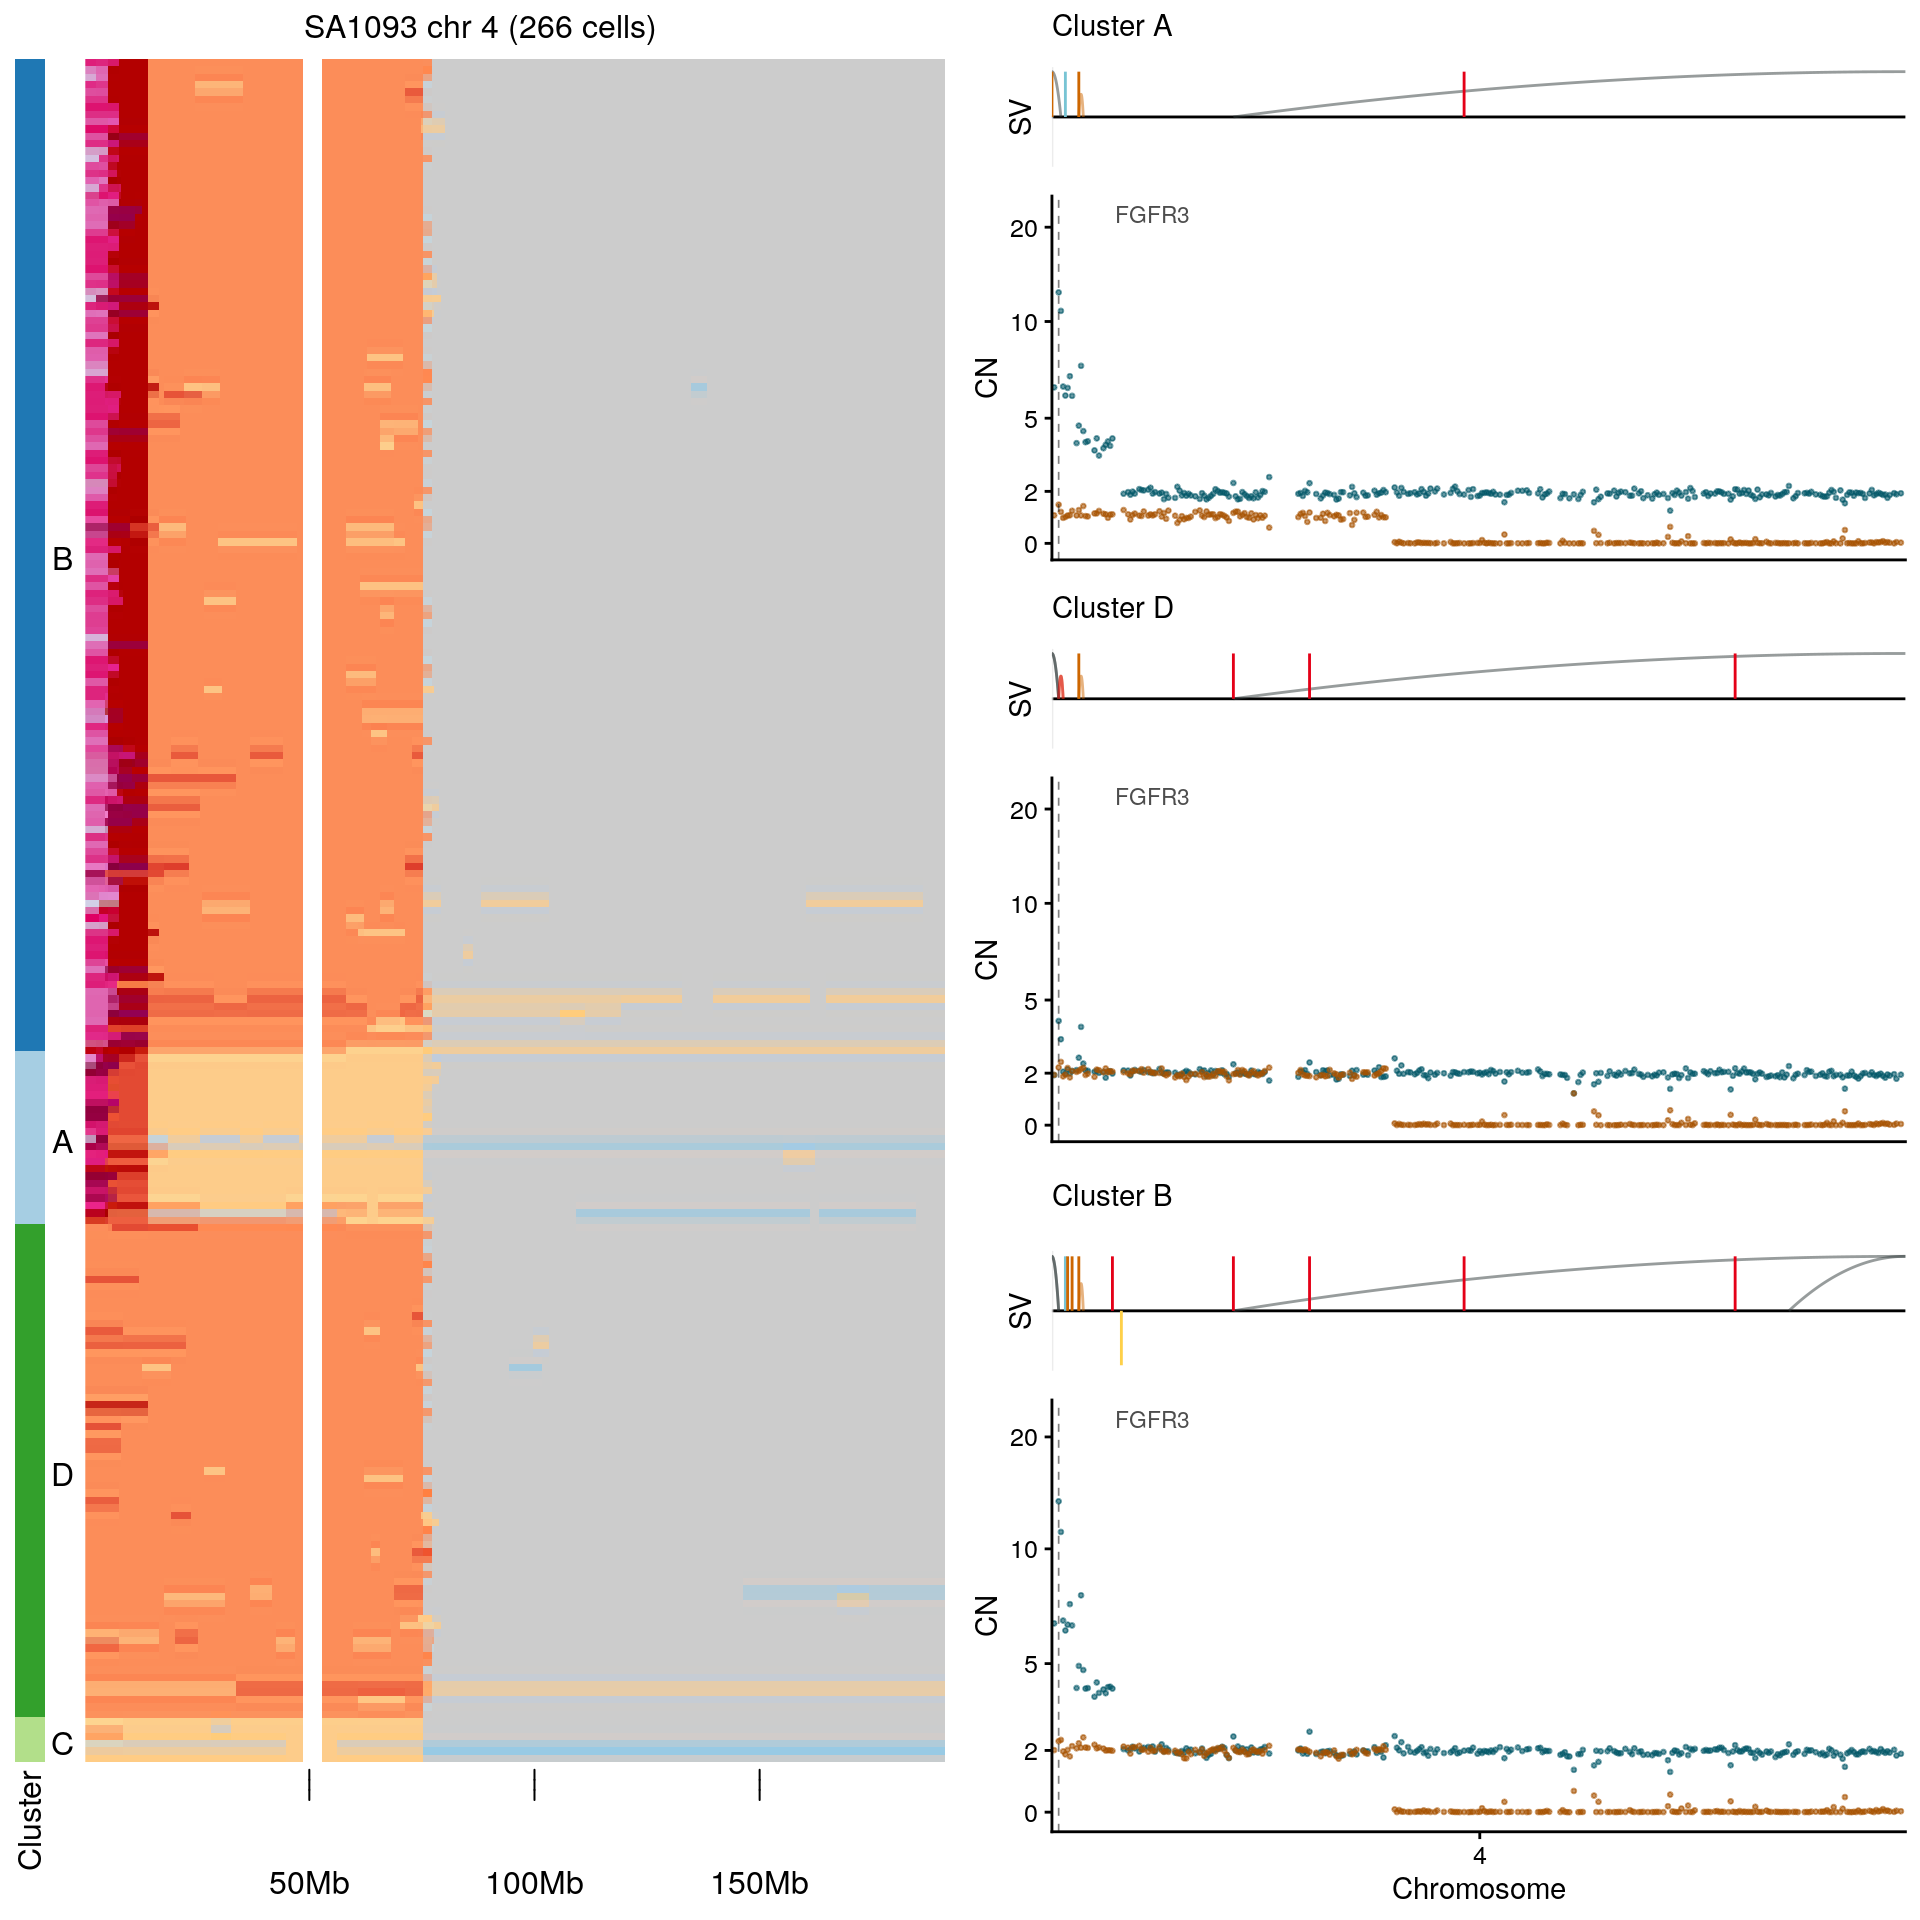 SA1093 chr 4 (266 cells)
B
A
D
C
Cluster
50Mb 100Mb 150Mb
Cluster A
SV
FGFR3
CN
20
10
5
2
0
Cluster D
SV
FGFR3
CN
20
10
5
2
0
Cluster B
SV
FGFR3
CN
20
10
5
2
0
4
Chromosome